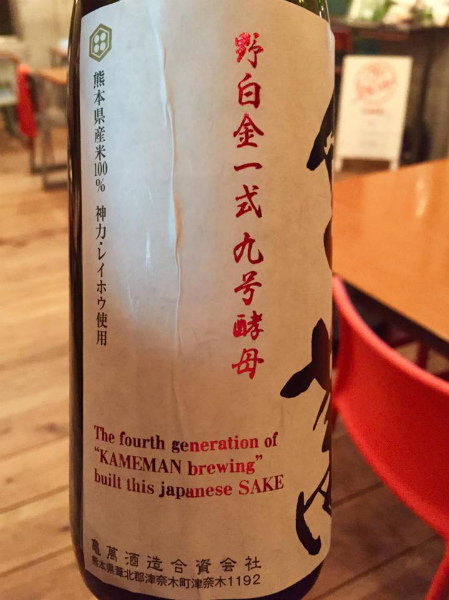 野白金一式 九号酵母
熊本県産米100% 神力・レイホウ使用
The fourth generation of
"KAMEMAN brewing"
built this japanese SAKE
亀萬酒造合資会社
熊本県葦北郡津奈木町津奈木1192